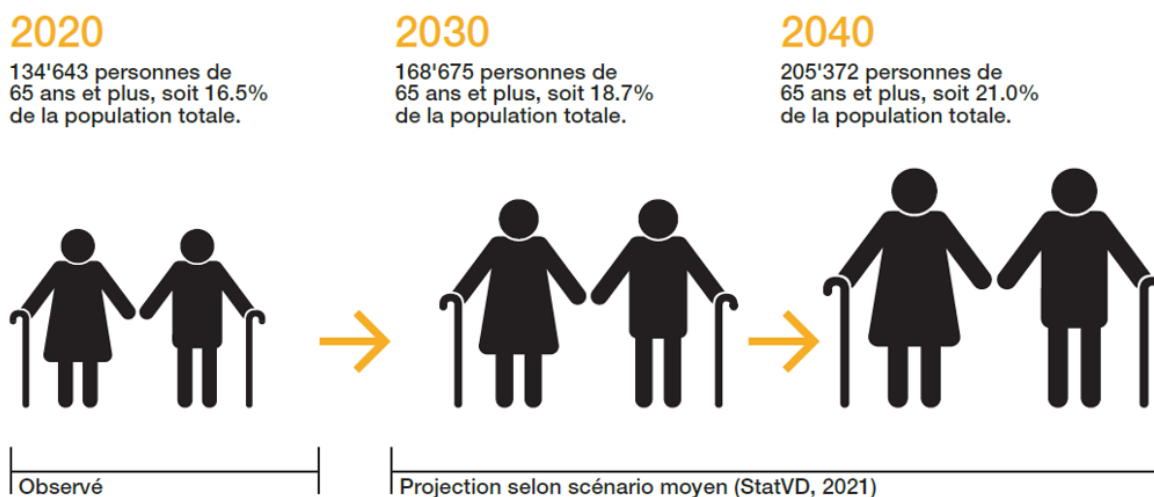 2020
134'643 personnes de
65 ans et plus, soit 16.5%
de la population totale.
2030
168'675 personnes de
65 ans et plus, soit 18.7%
de la population totale.
2040
205'372 personnes de
65 ans et plus, soit 21.0%
de la population totale.
Observé
Projection selon scénario moyen (StatVD, 2021)